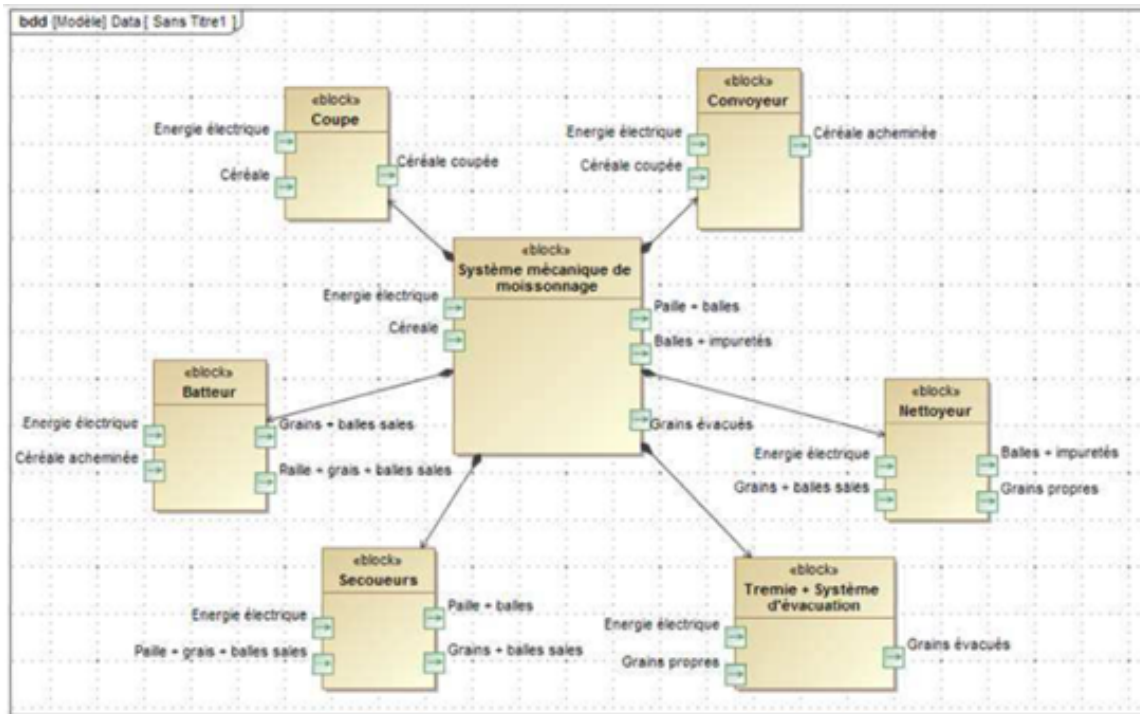 bdd [Modèle] Data [ Sans Titre1 ]
«block»
Coupe
Energie électrique
Céréale
Céréale coupée
«block»
Convoyeur
Energie électrique
Céréale coupée
Céréale acheminée
«block»
Système mécanique de
moissonnage
Energie électrique
Céreale
Paille + balles
Balles + impuretés
Grains évacués
«block»
Batteur
Energie électrique
Céréale acheminée
Grains + balles sales
Paille + grais + balles sales
«block»
Nettoyeur
Energie électrique
Grains + balles sales
Balles + impuretés
Grains propres
«block»
Secoueurs
Energie électrique
Paille + grais + balles sales
Paille + balles
Grains + balles sales
«block»
Tremie + Système
d'évacuation
Energie électrique
Grains propres
Grains évacués